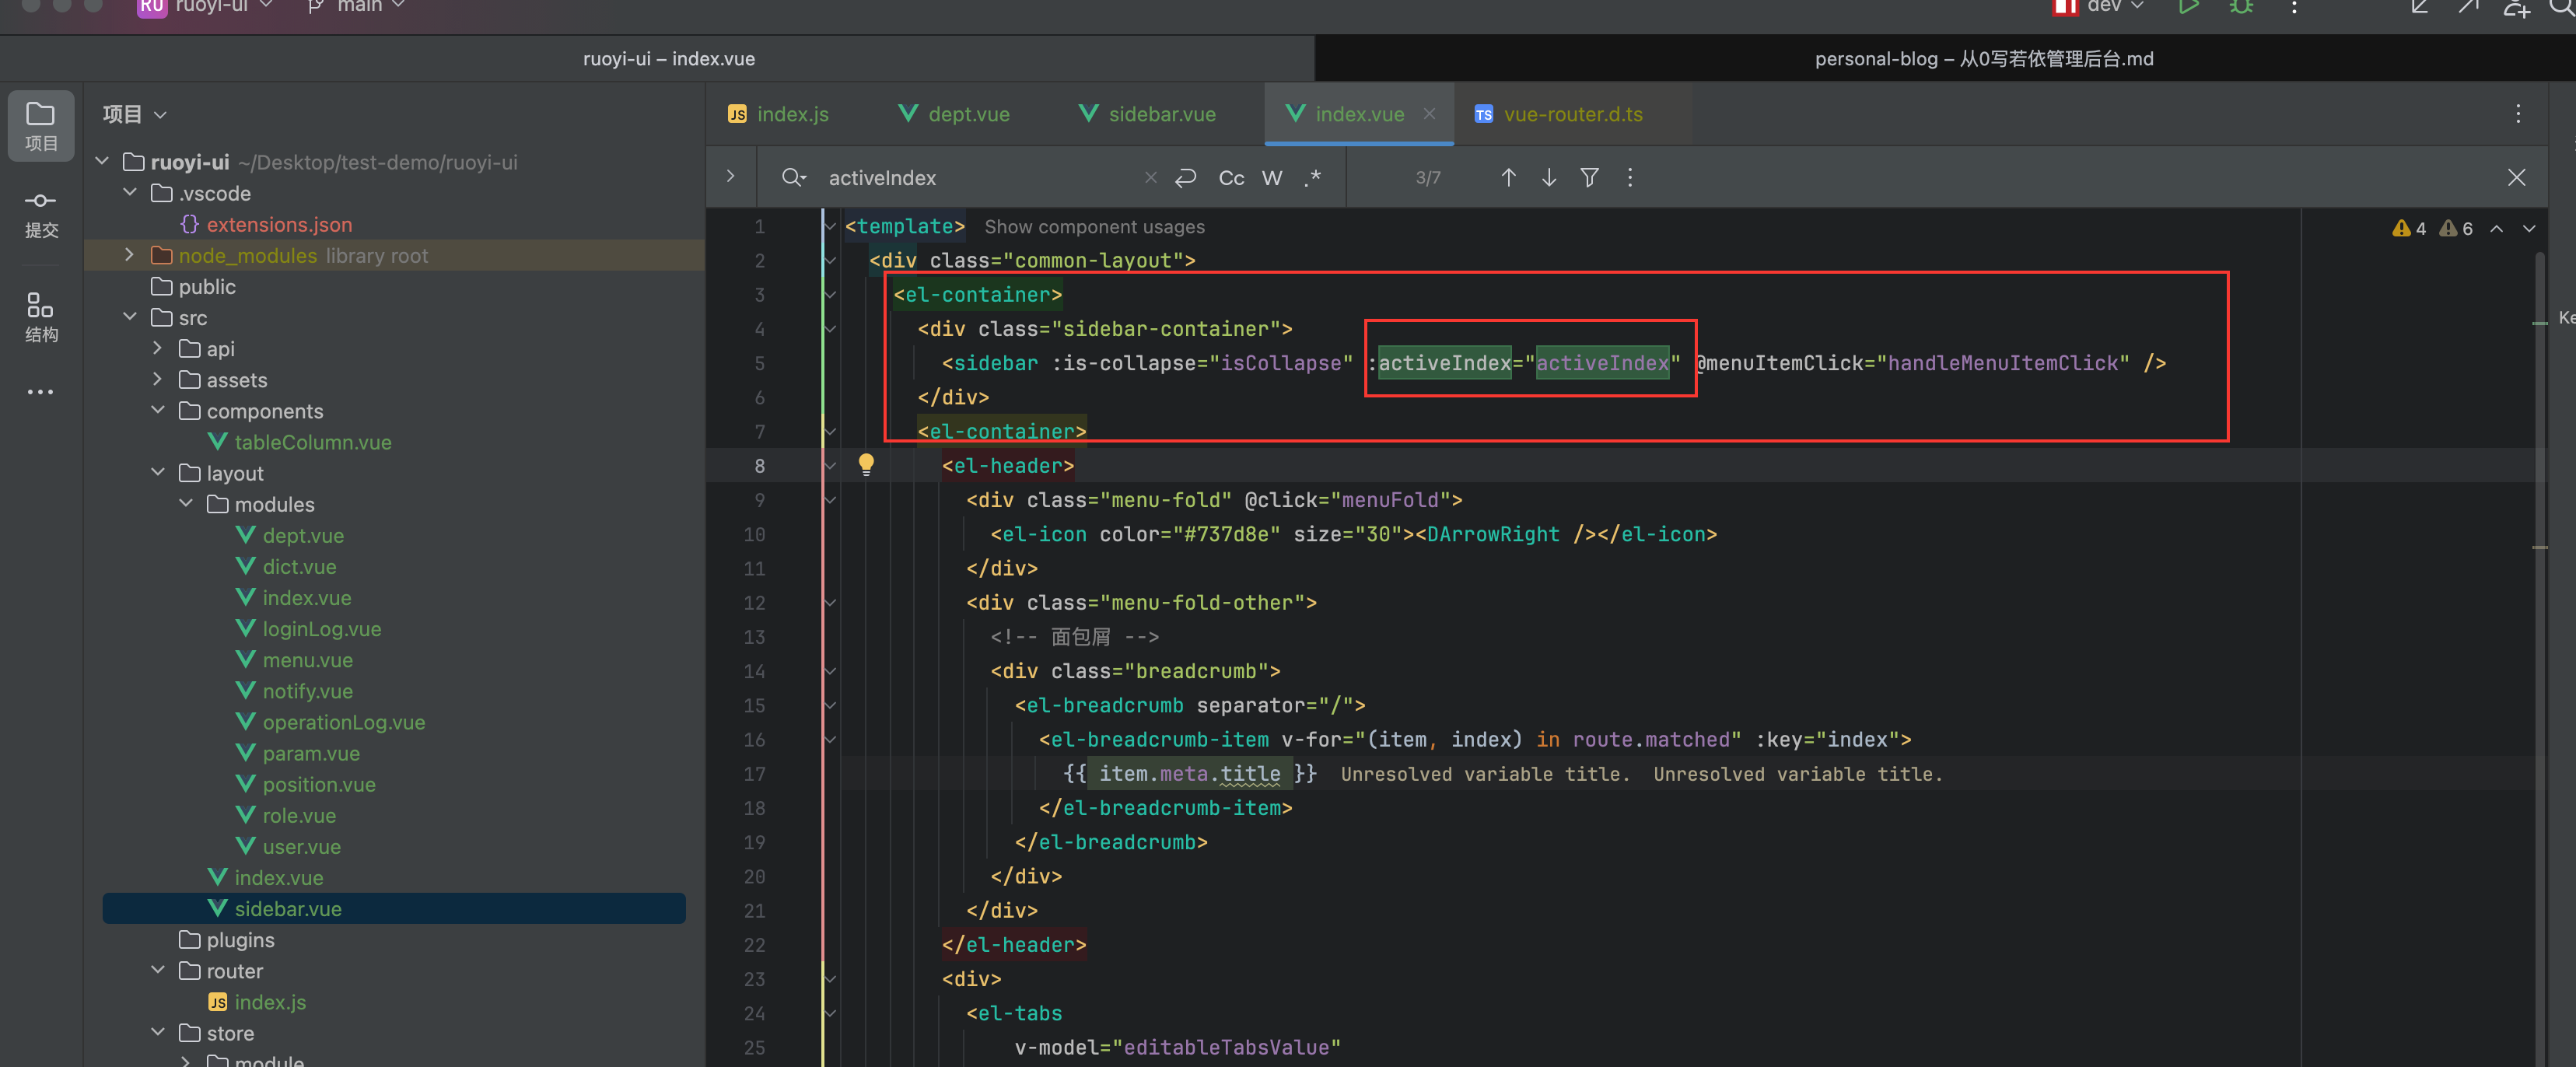 RU ruoyi-ui main dev
ruoyi-ui – index.vue personal-blog – 从0写若依管理后台.md
项目
提交
结构
项目
ruoyi-ui ~/Desktop/test-demo/ruoyi-ui
.vscode
{} extensions.json
node_modules library root
public
src
api
assets
components
tableColumn.vue
layout
modules
dept.vue
dict.vue
index.vue
loginLog.vue
menu.vue
notify.vue
operationLog.vue
param.vue
position.vue
role.vue
user.vue
index.vue
sidebar.vue
plugins
router
JS index.js
store
module
JS index.js dept.vue sidebar.vue index.vue TS vue-router.d.ts
activeIndex Cc W .* 3/7
4 6
Ke
1 <template> Show component usages
2 <div class="common-layout">
3 <el-container>
4 <div class="sidebar-container">
5 <sidebar :is-collapse="isCollapse" :activeIndex="activeIndex" @menuItemClick="handleMenuItemClick" />
6 </div>
7 <el-container>
8 <el-header>
9 <div class="menu-fold" @click="menuFold">
10 <el-icon color="#737d8e" size="30"><DArrowRight /></el-icon>
11 </div>
12 <div class="menu-fold-other">
13 <!-- 面包屑 -->
14 <div class="breadcrumb">
15 <el-breadcrumb separator="/">
16 <el-breadcrumb-item v-for="(item, index) in route.matched" :key="index">
17 {{ item.meta.title }} Unresolved variable title. Unresolved variable title.
18 </el-breadcrumb-item>
19 </el-breadcrumb>
20 </div>
21 </div>
22 </el-header>
23 <div>
24 <el-tabs
25 v-model="editableTabsValue"